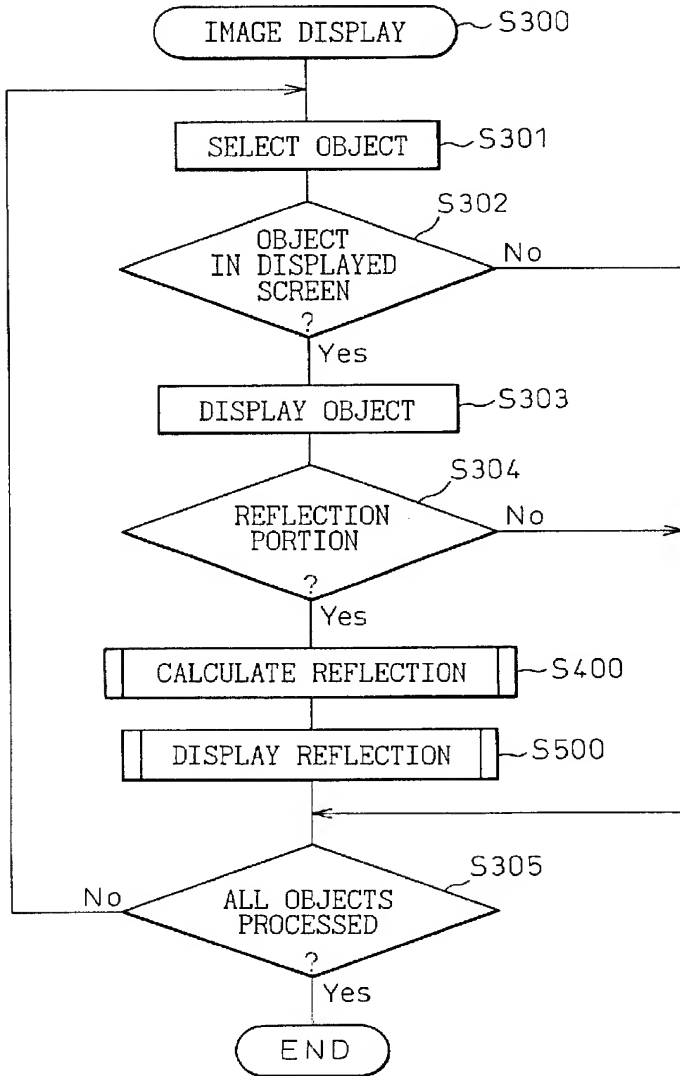 IMAGE DISPLAY
S300
SELECT OBJECT
S301
S302
OBJECT
IN DISPLAYED
SCREEN
?
No
Yes
DISPLAY OBJECT
S303
S304
REFLECTION
PORTION
?
No
Yes
CALCULATE REFLECTION
S400
DISPLAY REFLECTION
S500
S305
No
ALL OBJECTS
PROCESSED
?
Yes
END